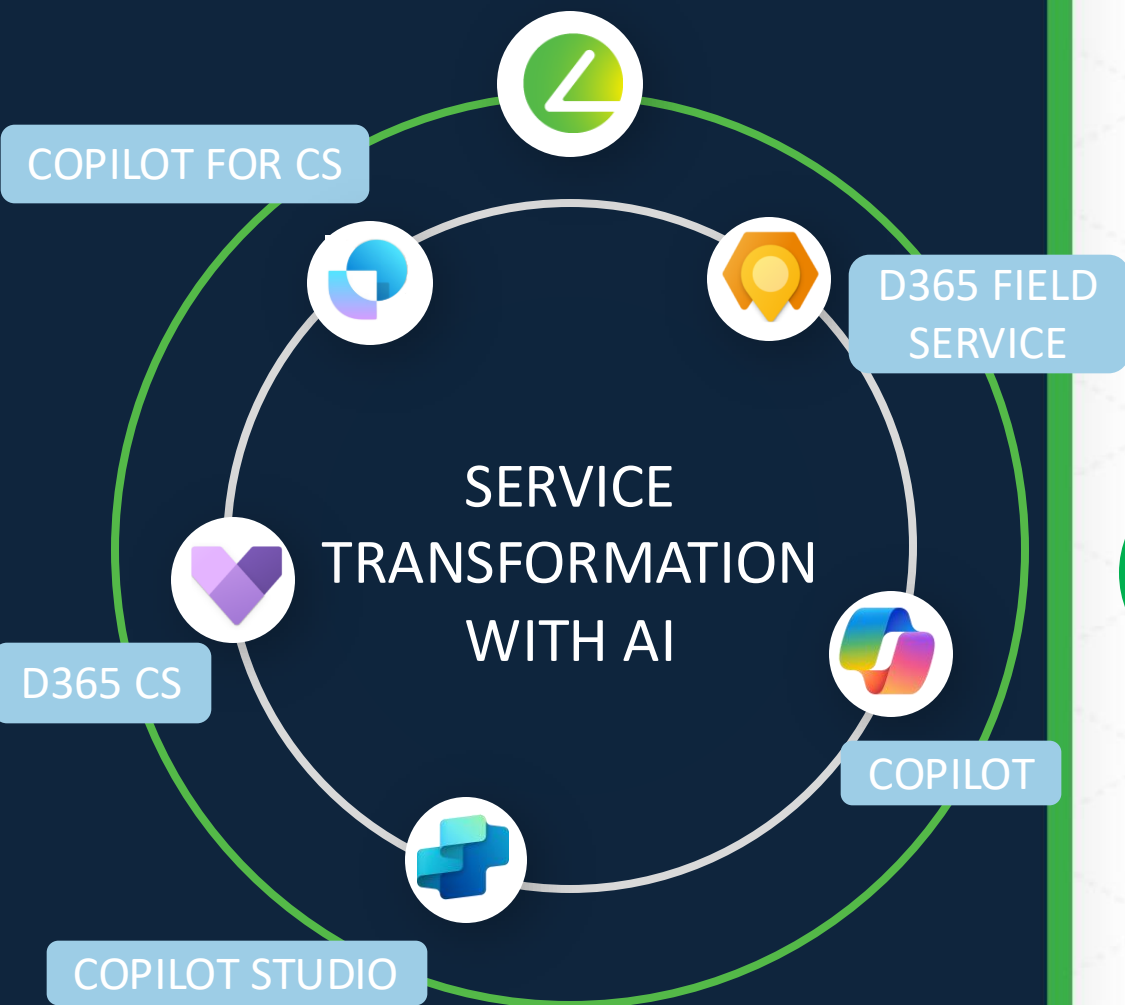 COPILOT FOR CS
D365 FIELD
SERVICE
SERVICE
TRANSFORMATION
WITH AI
D365 CS
COPILOT
COPILOT STUDIO